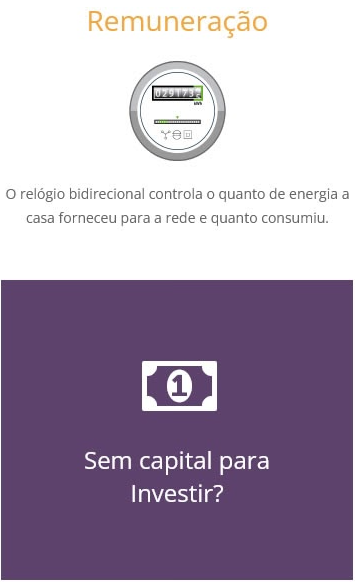 Remuneração
kWh
O relógio bidirecional controla o quanto de energia a
casa forneceu para a rede e quanto consumiu.
1
Sem capital para
Investir?